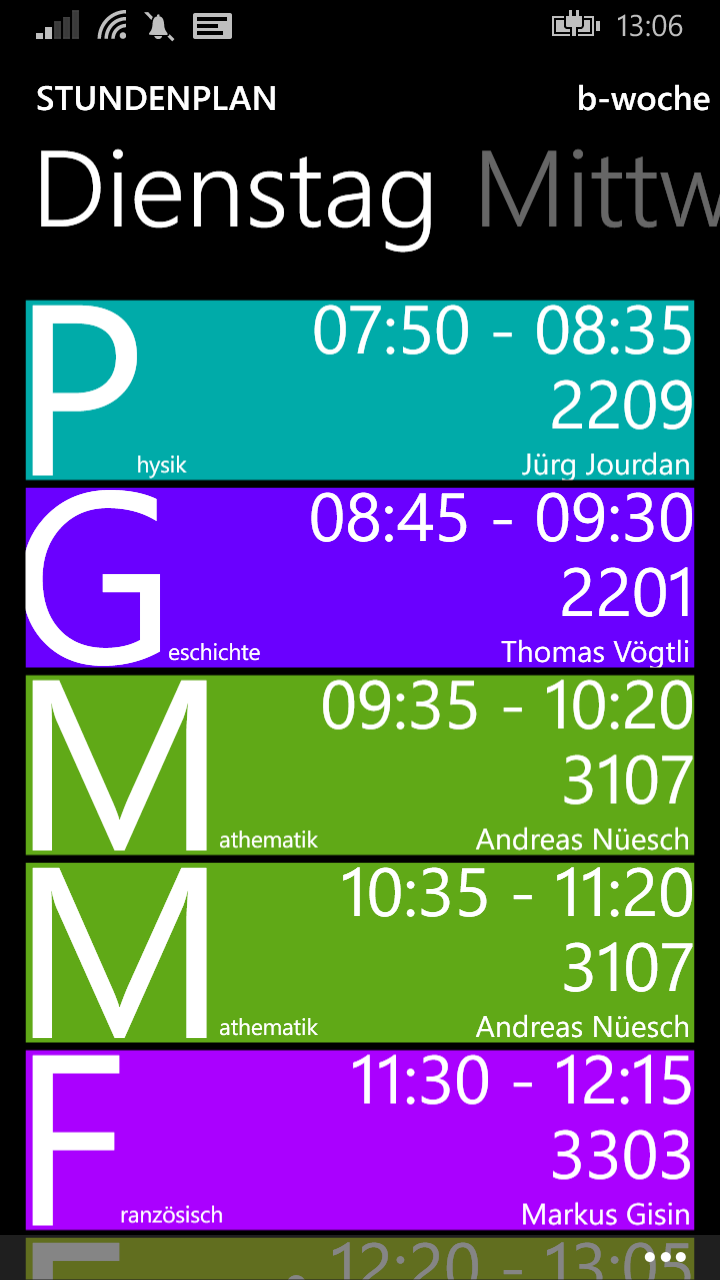 13:06
STUNDENPLAN b-woche
Dienstag Mittw
07:50 - 08:35
2209
Physik Jürg Jourdan
08:45 - 09:30
2201
Geschichte Thomas Vögtli
09:35 - 10:20
3107
Mathematik Andreas Nüesch
10:35 - 11:20
3107
Mathematik Andreas Nüesch
11:30 - 12:15
3303
Französisch Markus Gisin
12:20 - 13:05